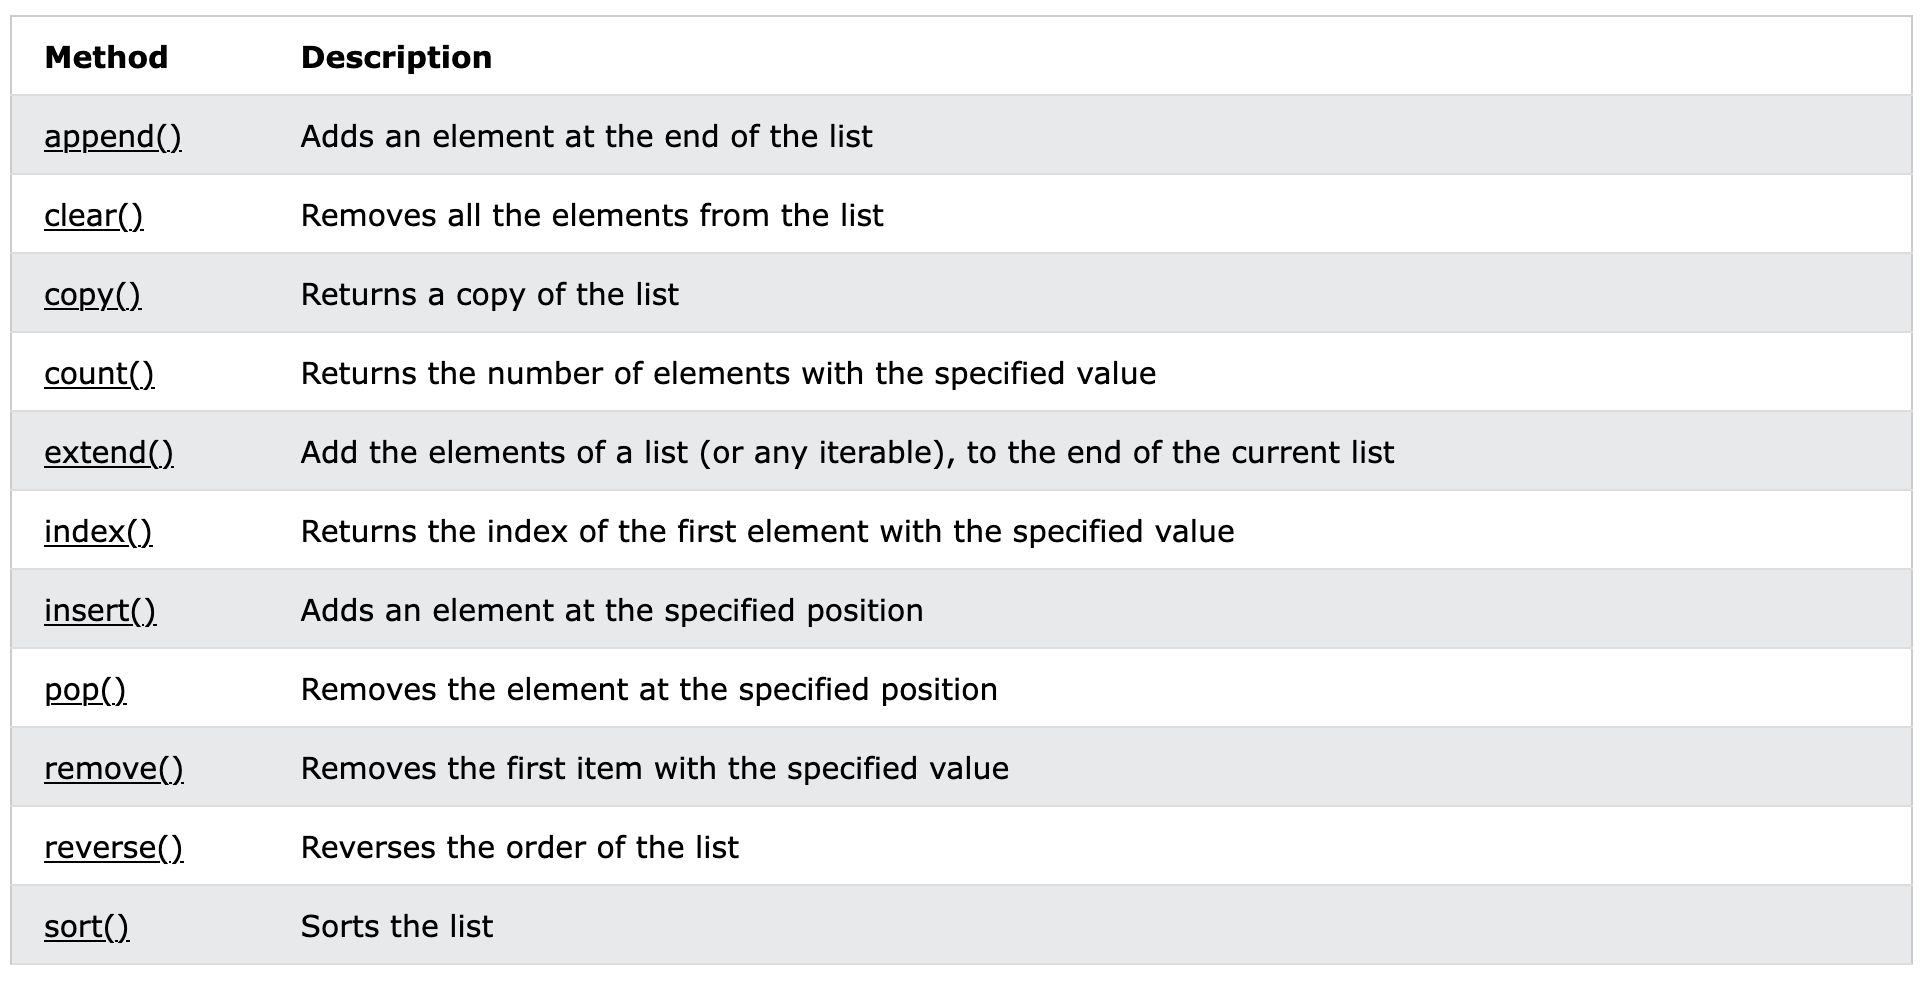 Method Description
append() Adds an element at the end of the list
clear() Removes all the elements from the list
copy() Returns a copy of the list
count() Returns the number of elements with the specified value
extend() Add the elements of a list (or any iterable), to the end of the current list
index() Returns the index of the first element with the specified value
insert() Adds an element at the specified position
pop() Removes the element at the specified position
remove() Removes the first item with the specified value
reverse() Reverses the order of the list
sort() Sorts the list